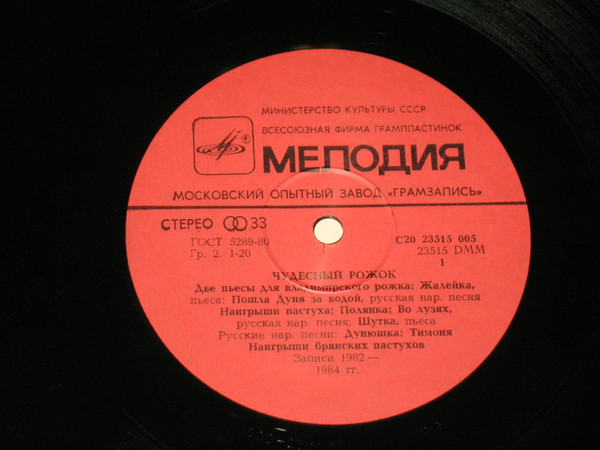 МИНИСТЕРСТВО КУЛЬТУРЫ СССР
ВСЕСОЮЗНАЯ ФИРМА ГРАМПЛАСТИНОК
МЕЛОДИЯ
МОСКОВСКИЙ ОПЫТНЫЙ ЗАВОД «ГРАМЗАПИСЬ»
СТЕРЕО 33
ГОСТ 5289-80
Гр. 2. 1-20
С20 23515 005
23515 DMM
1
ЧУДЕСНЫЙ РОЖОК
Две пьесы для владимирского рожка; Жалейка,
пьеса; Пошла Дуня за водой, русская нар. песня
Наигрыши пастуха; Полянка; Во лузях,
русская нар. песня; Шутка, пьеса
Русские нар. песни: Дунюшка; Тимоня
Наигрыши брянских пастухов
Записи 1982—
1984 гг.